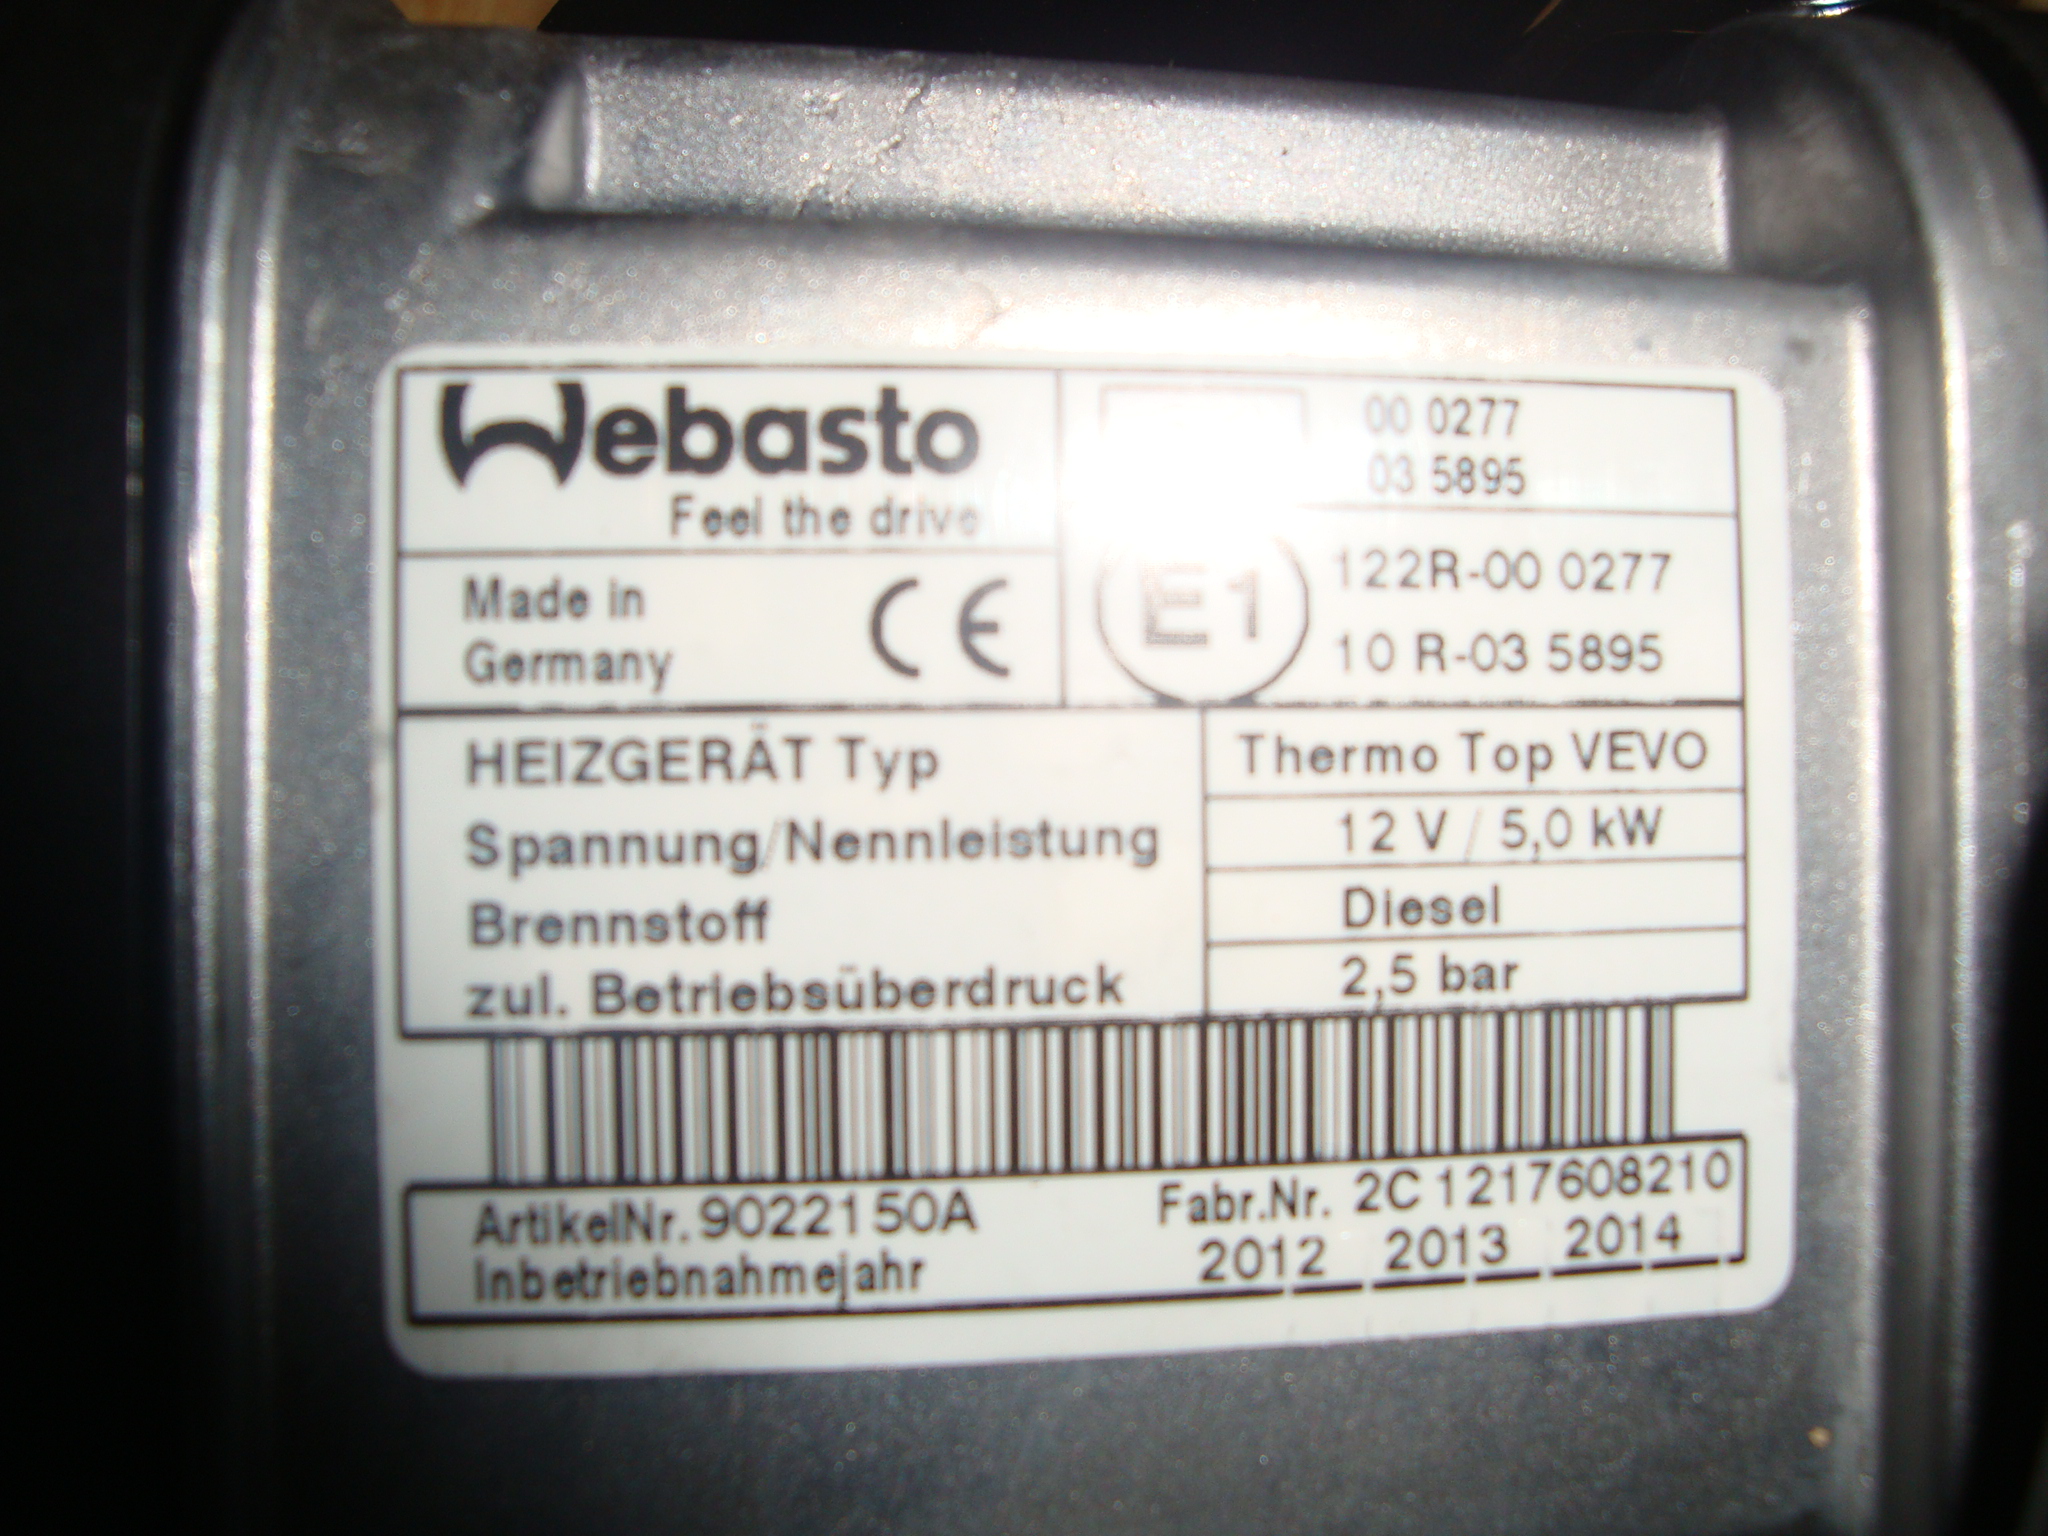 Webasto
Feel the drive
Made in
Germany
CE
00 0277
03 5895
E1
122R-00 0277
10 R-03 5895
HEIZGERÄT Typ Thermo Top VEVO
Spannung/Nennleistung 12 V / 5,0 kW
Brennstoff Diesel
zul. Betriebsüberdruck 2,5 bar
ArtikelNr. 9022150A Fabr.Nr. 2C1217608210
Inbetriebnahmejahr 2012 2013 2014